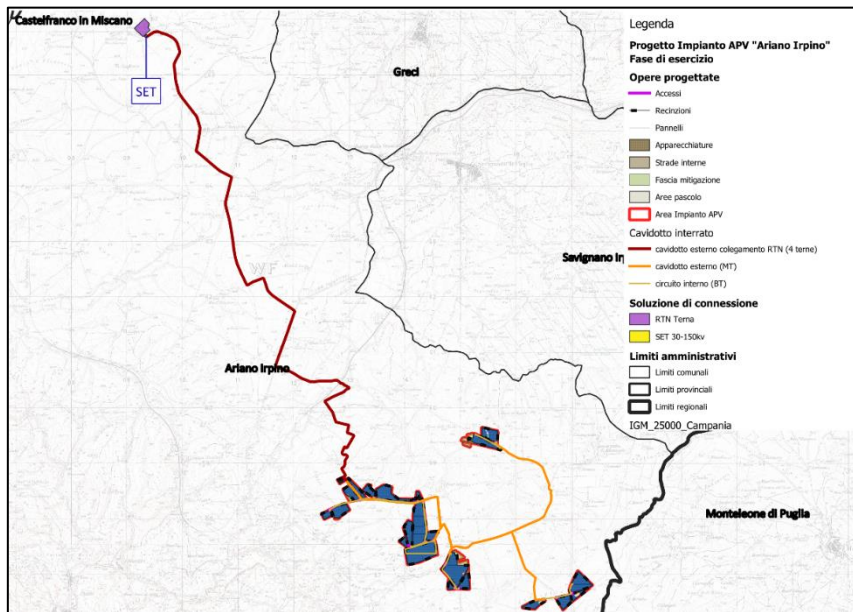 Castelfranco in Miscano
SET
Greci
Savignano Ir
Ariano Irpino
Monteleone di Puglia
Legenda
Progetto Impianto APV "Ariano Irpino"
Fase di esercizio
Opere progettate
Accessi
Recinzioni
Pannelli
Apparecchiature
Strade interne
Fascia mitigazione
Aree pascolo
Area Impianto APV
Cavidotto interrato
cavidotto esterno colegamento RTN (4 terne)
cavidotto esterno (MT)
circuito interno (BT)
Soluzione di connessione
RTN Terna
SET 30-150kv
Limiti amministrativi
Limiti comunali
Limiti provinciali
Limiti regionali
IGM_25000_Campania